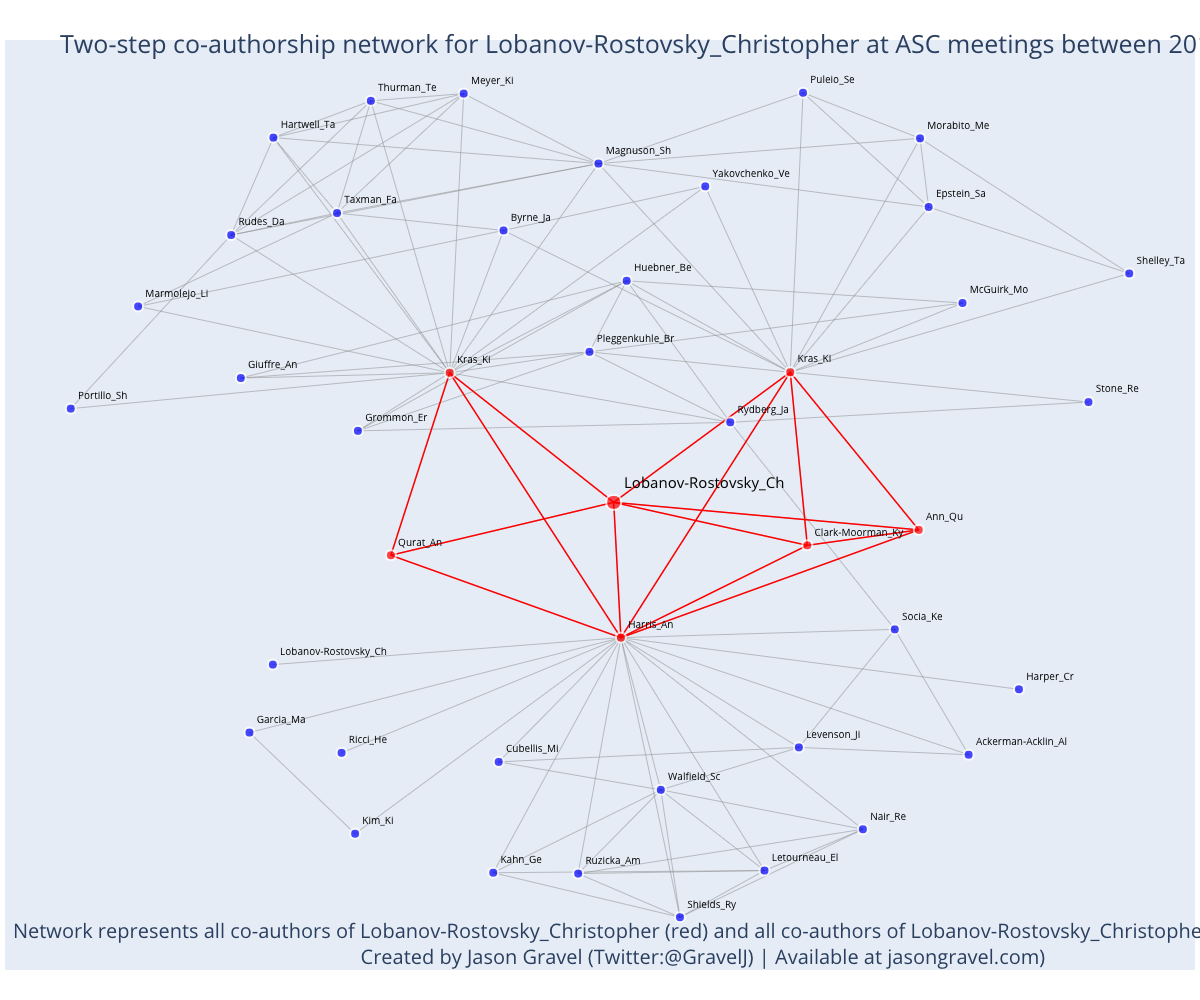 Two-step co-authorship network for Lobanov-Rostovsky_Christopher at ASC meetings between 20
Thurman_Te
Meyer_Ki
Puleio_Se
Hartwell_Ta
Morabito_Me
Magnuson_Sh
Yakovchenko_Ve
Taxman_Fa
Epstein_Sa
Rudes_Da
Byrne_Ja
Huebner_Be
Shelley_Ta
Marmolejo_Li
McGuirk_Mo
Pleggenkuhle_Br
Giuffre_An
Kras_Ki
Kras_Ki
Portillo_Sh
Stone_Re
Grommon_Er
Rydberg_Ja
Lobanov-Rostovsky_Ch
Ann_Qu
Qurat_An
Clark-Moorman_Ky
Harris_An
Socia_Ke
Lobanov-Rostovsky_Ch
Harper_Cr
Garcia_Ma
Ricci_He
Cubellis_Mi
Levenson_Ji
Ackerman-Acklin_Al
Walfield_Sc
Kim_Ki
Nair_Re
Kahn_Ge
Ruzicka_Am
Letourneau_El
Shields_Ry
Network represents all co-authors of Lobanov-Rostovsky_Christopher (red) and all co-authors of Lobanov-Rostovsky_Christophe
Created by Jason Gravel (Twitter:@GravelJ) | Available at jasongravel.com)